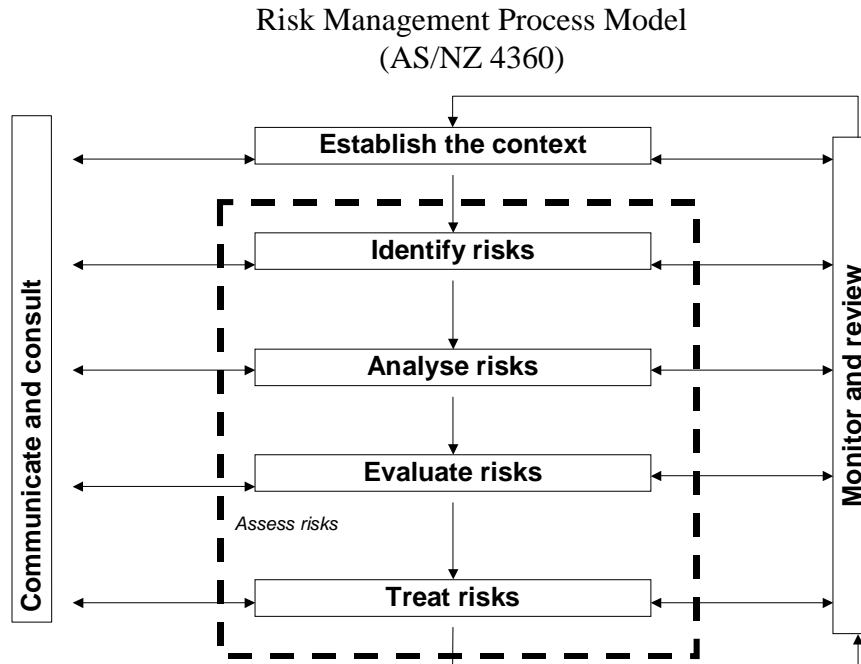 Risk Management Process Model
(AS/NZ 4360)
Establish the context
Identify risks
Analyse risks
Evaluate risks
Assess risks
Treat risks
Communicate and consult
Monitor and review